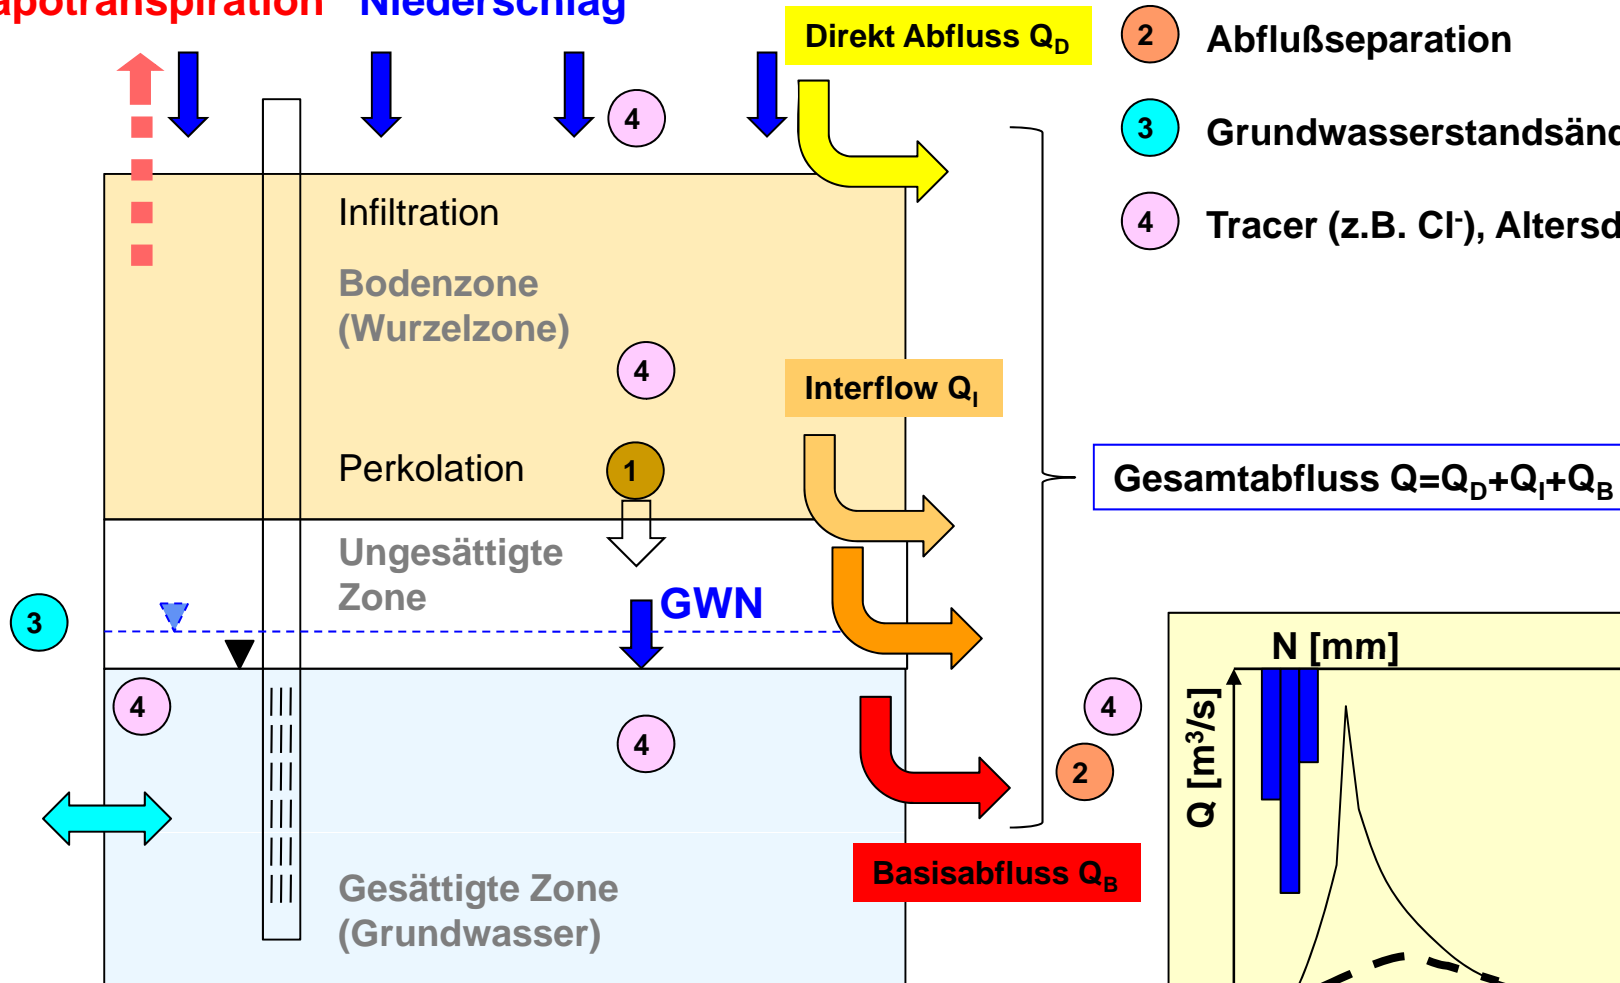 apotranspiration Niederschlag
Direkt Abfluss QD
2 Abflußseparation
4
3 Grundwasserstandsänd
Infiltration
4 Tracer (z.B. Cl-), Altersd
Bodenzone
(Wurzelzone)
4
Interflow QI
Perkolation 1
Gesamtabfluss Q=QD+QI+QB
Ungesättigte
Zone
GWN
3
N [mm]
Q [m3/s]
4
4
4
2
Basisabfluss QB
Gesättigte Zone
(Grundwasser)